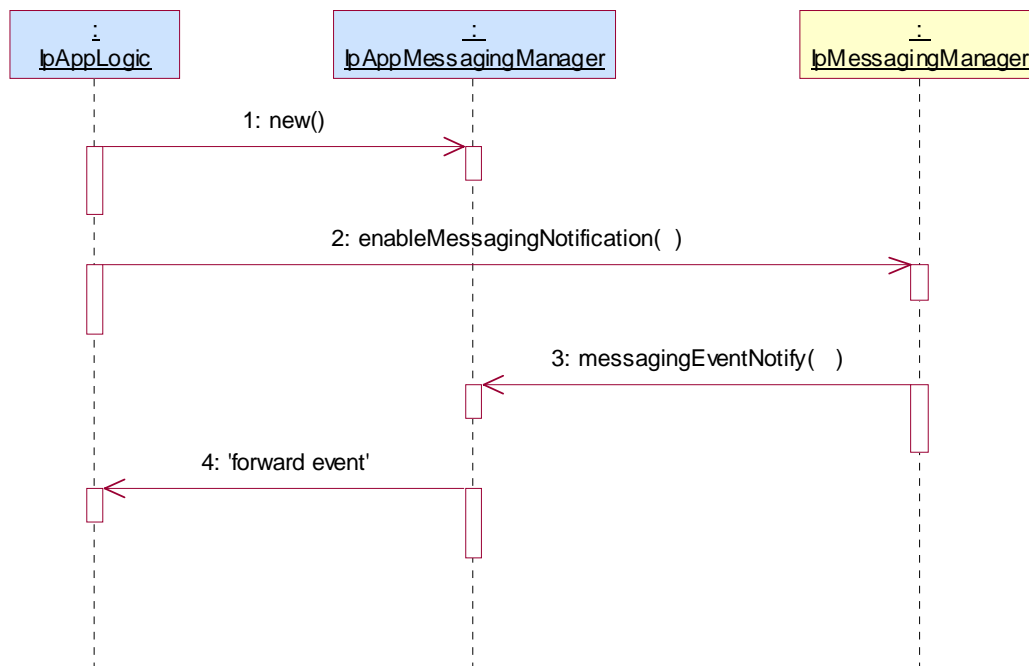 :
IpAppLogic
:
IpAppMessagingManager
:
IpMessagingManager
1: new()
2: enableMessagingNotification( )
3: messagingEventNotify( )
4: 'forward event'